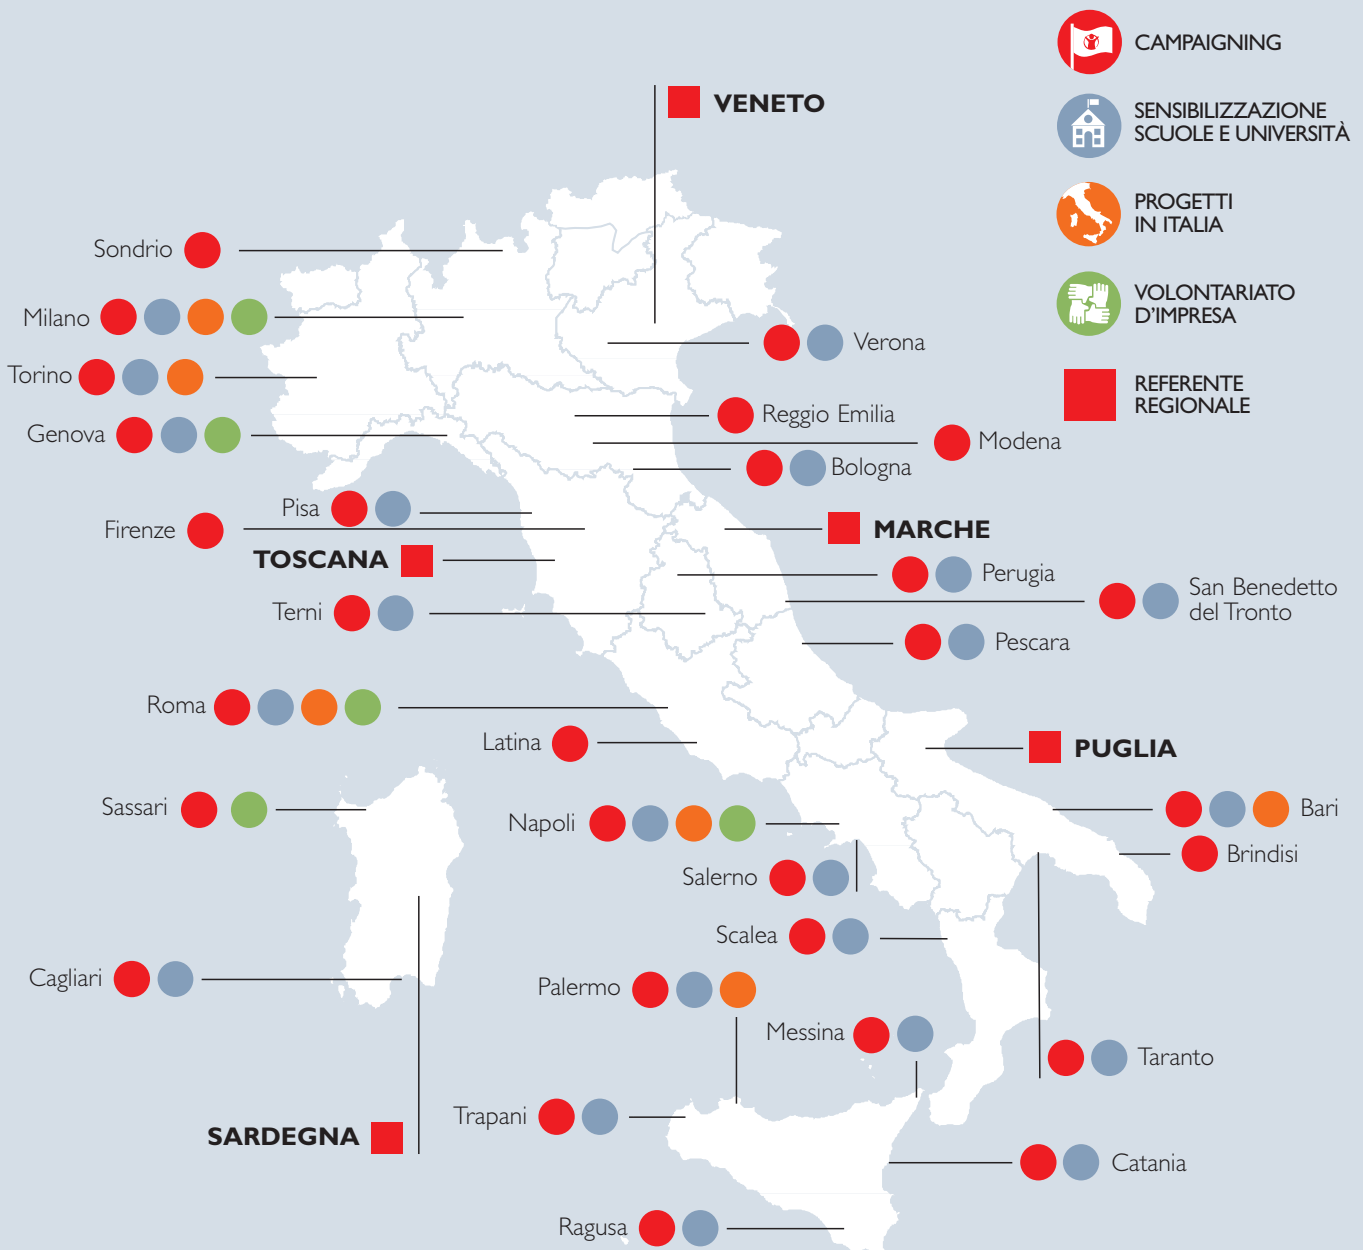 CAMPAIGNING
SENSIBILIZZAZIONE
SCUOLE E UNIVERSITÀ
PROGETTI
IN ITALIA
VOLONTARIATO
D'IMPRESA
REFERENTE
REGIONALE
VENETO
Sondrio
Milano
Torino
Genova
Verona
Reggio Emilia
Modena
Bologna
Pisa
Firenze
TOSCANA
Terni
MARCHE
Perugia
San Benedetto
del Tronto
Pescara
Roma
Latina
PUGLIA
Sassari
Napoli
Bari
Brindisi
Salerno
Scalea
Cagliari
Palermo
Messina
Taranto
Trapani
SARDEGNA
Catania
Ragusa